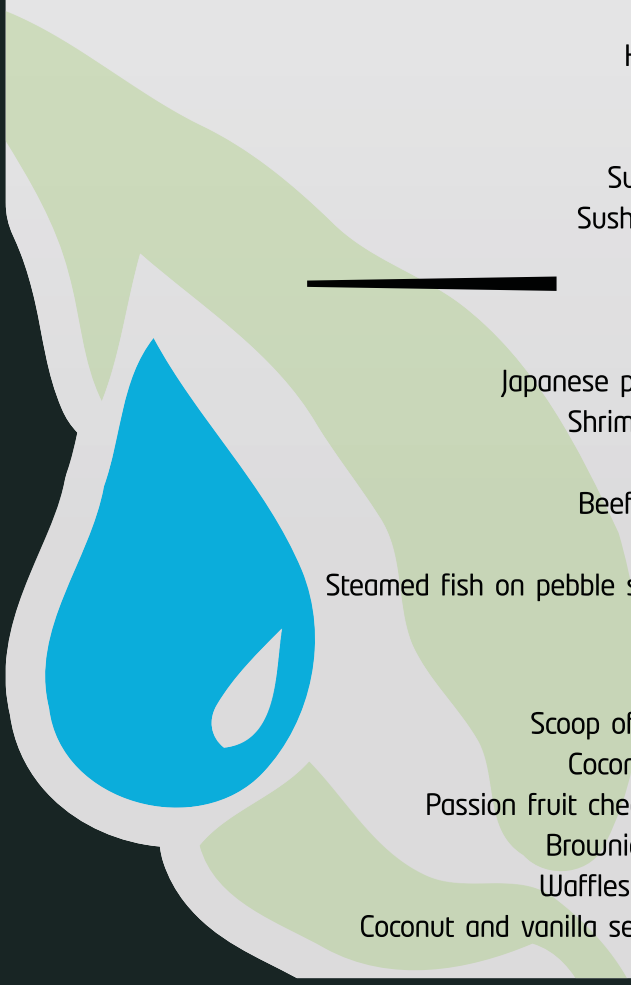 Su
Sush
Japanese p
Shrim
Beef
Steamed fish on pebble s
Scoop of
Cocon
Passion fruit che
Brownie
Waffles
Coconut and vanilla se